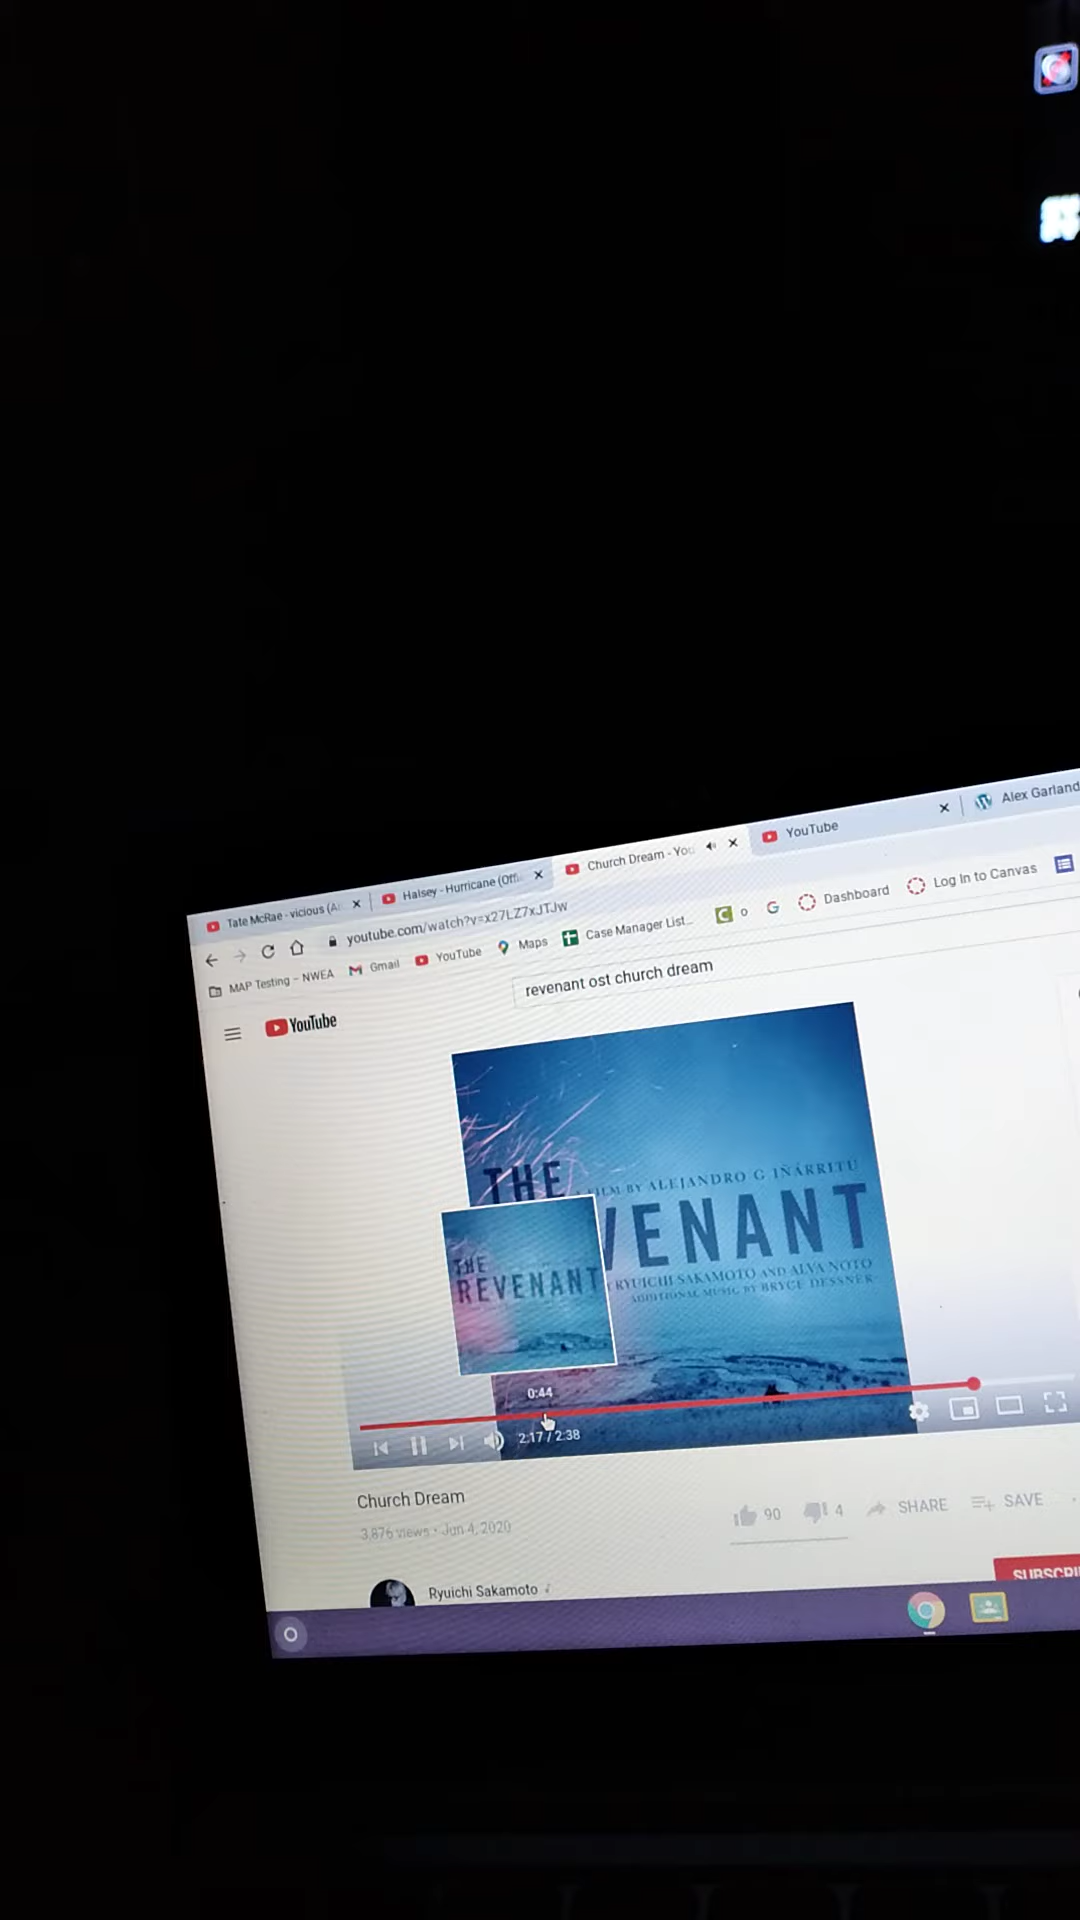 Tate McRae - vicious (A
Halsey - Hurricane (Offi
Church Dream - You
YouTube
Alex Garland
youtube.com/watch?v=x27LZ7xJTJw
MAP Testing – NWEA
Gmail
YouTube
Maps
Case Manager List...
Dashboard
Log In to Canvas
YouTube
revenant ost church dream
FILM BY ALEJANDRO G IÑÁRRITU
THE
VENANT
RYUICHI SAKAMOTO AND ALVA NOTO
ADDITIONAL MUSIC BY BRYCE DESSNER
THE
REVENANT
0:44
2:17 / 2:38
Church Dream
3,876 views • Jun 4, 2020
90
4
SHARE
SAVE
Ryuichi Sakamoto
SUBSCRI